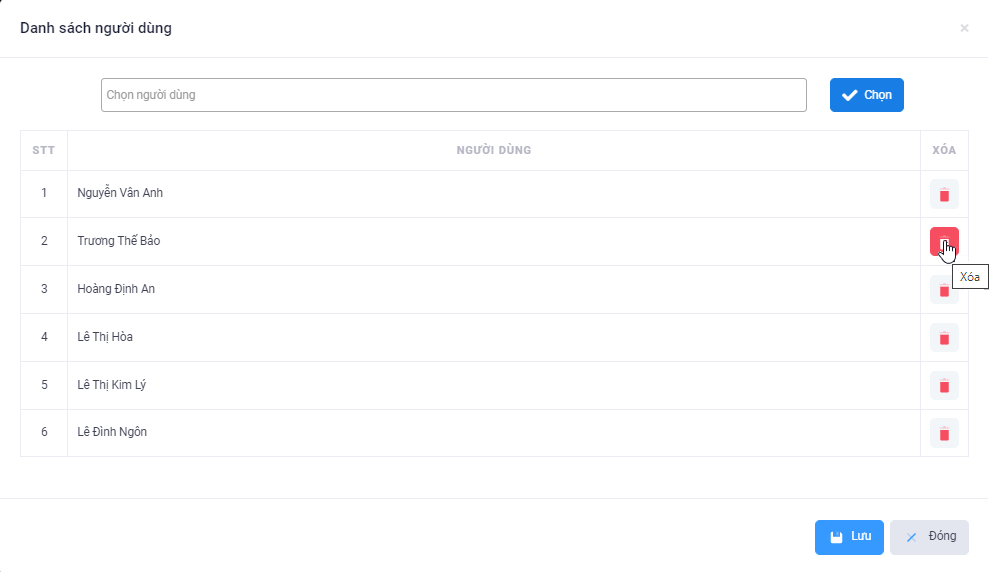 Danh sách người dùng
Chọn người dùng
Chọn
STT NGƯỜI DÙNG XÓA
1 Nguyễn Vân Anh
2 Trương Thế Bảo
Xóa
3 Hoàng Định An
4 Lê Thị Hòa
5 Lê Thị Kim Lý
6 Lê Đình Ngôn
Lưu Đóng